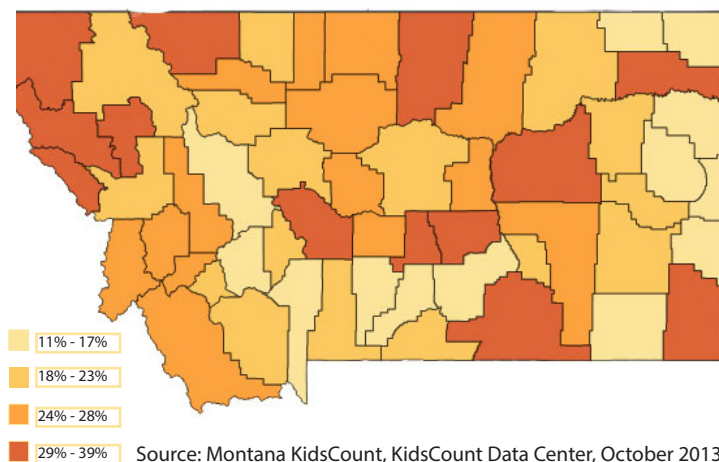 11% - 17%
18% - 23%
24% - 28%
29% - 39%
Source: Montana KidsCount, KidsCount Data Center, October 2013